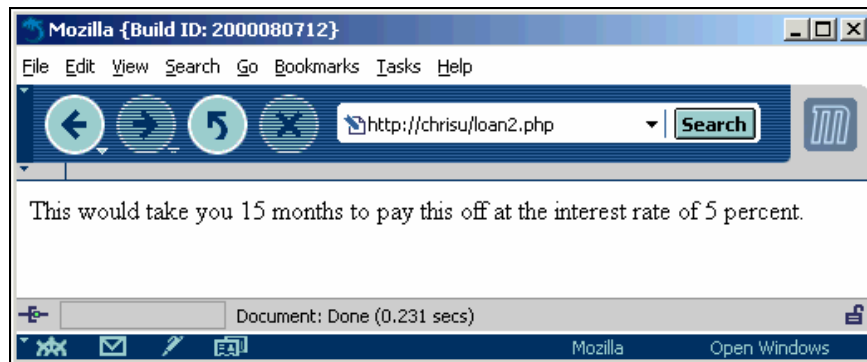 Mozilla {Build ID: 2000080712}
File Edit View Search Go Bookmarks Tasks Help
http://chrisu/loan2.php Search
This would take you 15 months to pay this off at the interest rate of 5 percent.
Document: Done (0.231 secs)
Mozilla Open Windows